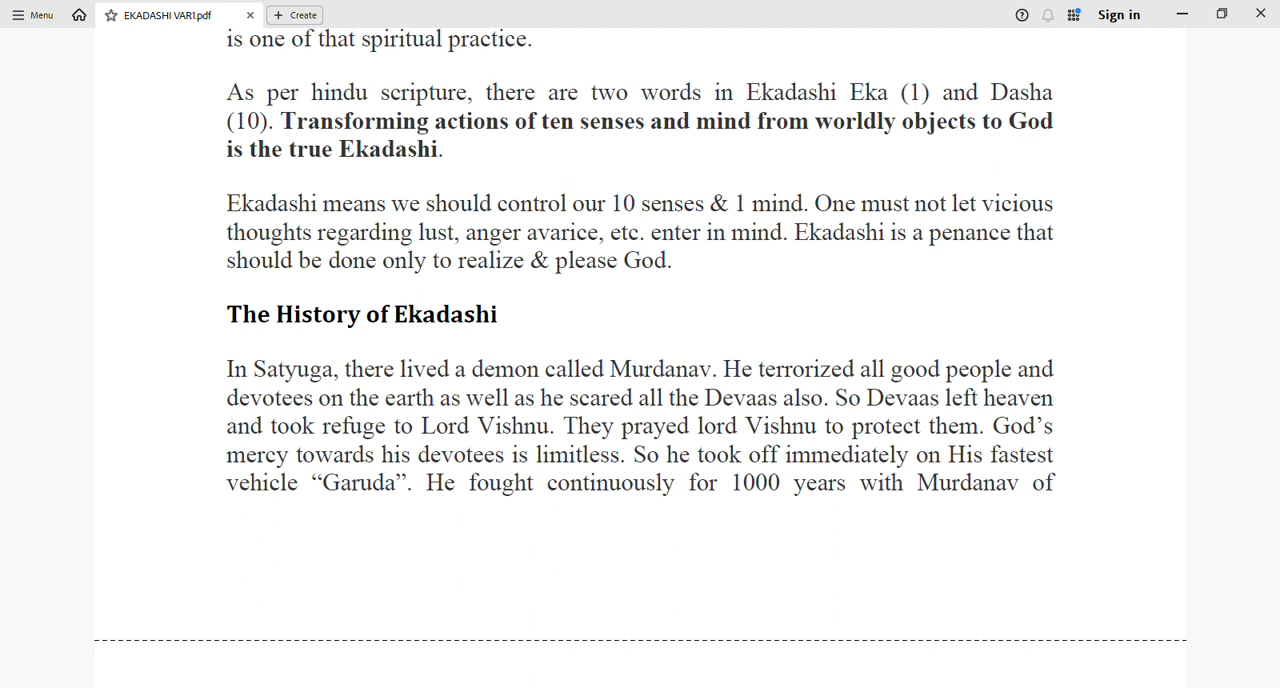 Menu
EKADASHI VAR1.pdf
Create
Sign in
is one of that spiritual practice.
As per hindu scripture, there are two words in Ekadashi Eka (1) and Dasha
(10). Transforming actions of ten senses and mind from worldly objects to God
is the true Ekadashi.
Ekadashi means we should control our 10 senses & 1 mind. One must not let vicious
thoughts regarding lust, anger avarice, etc. enter in mind. Ekadashi is a penance that
should be done only to realize & please God.
The History of Ekadashi
In Satyuga, there lived a demon called Murdanav. He terrorized all good people and
devotees on the earth as well as he scared all the Devaas also. So Devaas left heaven
and took refuge to Lord Vishnu. They prayed lord Vishnu to protect them. God’s
mercy towards his devotees is limitless. So he took off immediately on His fastest
vehicle “Garuda”. He fought continuously for 1000 years with Murdanav of